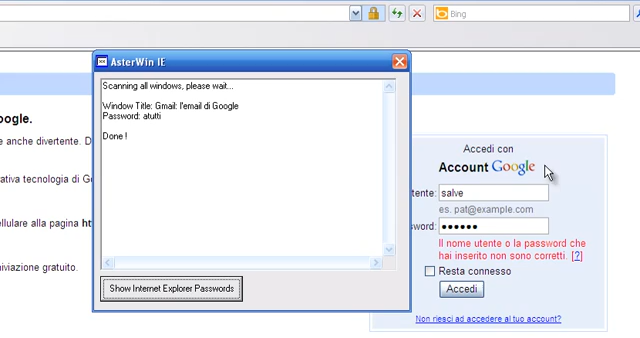 Bing
AsterWin IE
Scanning all windows, please wait...
Window Title: Gmail: l'email di Google
Password: atutti
Done !
Show Internet Explorer Passwords
oogle.
e anche divertente. D
ativa tecnologia di Go
ellulare alla pagina
nviazione gratuito.
Accedi con
Account Google
tente:
salve
es. pat@example.com
sword:
••••••
Il nome utente o la password che
hai inserito non sono corretti. [?]
Resta connesso
Accedi
Non riesci ad accedere al tuo account?